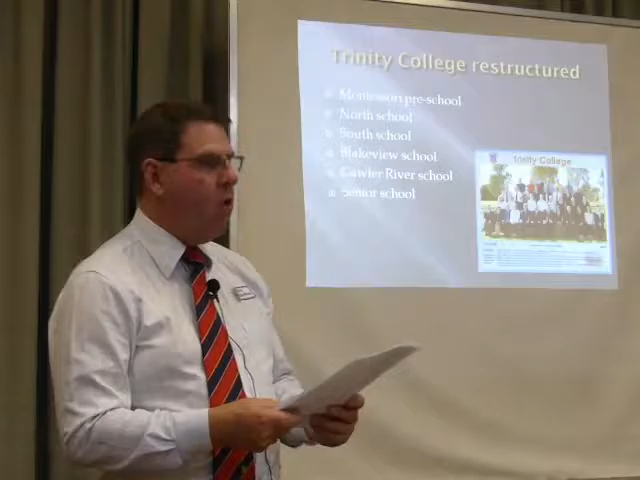 Trinity College restructured
Montessori pre-school
North school
South school
Blakeview school
Gawler River school
Senior school
Trinity College